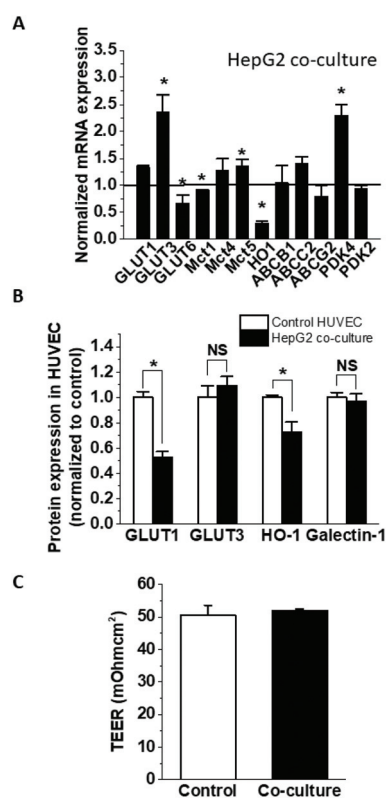 A
HepG2 co-culture
Normalized mRNA expression
3.0
2.5
2.0
1.5
1.0
0.5
0.0
* * * * * *
GLUT1 GLUT3 GLUT6 Mct1 Mct4 Mct5 HO1 ABCB1 ABCC2 ABCG2 PDK4 PDK2
B
Control HUVEC
HepG2 co-culture
Protein expression in HUVEC
(normalized to control)
1.4
1.2
1.0
0.8
0.6
0.4
0.2
0.0
* NS * NS
GLUT1 GLUT3 HO-1 Galectin-1
C
TEER (mOhmcm²)
60
50
40
30
20
10
0
Control Co-culture